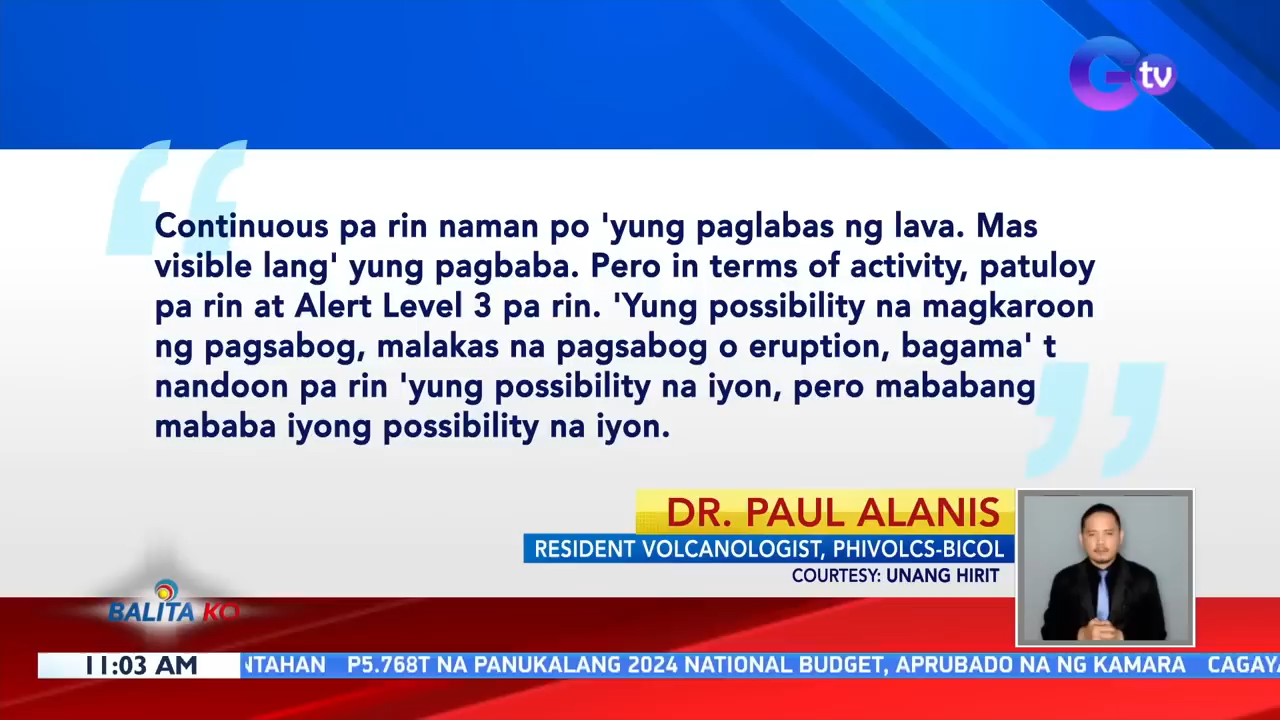 Gtv
Continuous pa rin naman po 'yung paglabas ng lava. Mas
visible lang' yung pagbaba. Pero in terms of activity, patuloy
pa rin at Alert Level 3 pa rin. 'Yung possibility na magkaroon
ng pagsabog, malakas na pagsabog o eruption, bagama' t
nandoon pa rin 'yung possibility na iyon, pero mababang
mababa iyong possibility na iyon.
DR. PAUL ALANIS
RESIDENT VOLCANOLOGIST, PHIVOLCS-BICOL
COURTESY: UNANG HIRIT
BALITA KO
11:03 AM NTAHAN P5.768T NA PANUKALANG 2024 NATIONAL BUDGET, APRUBADO NA NG KAMARA CAGAYA